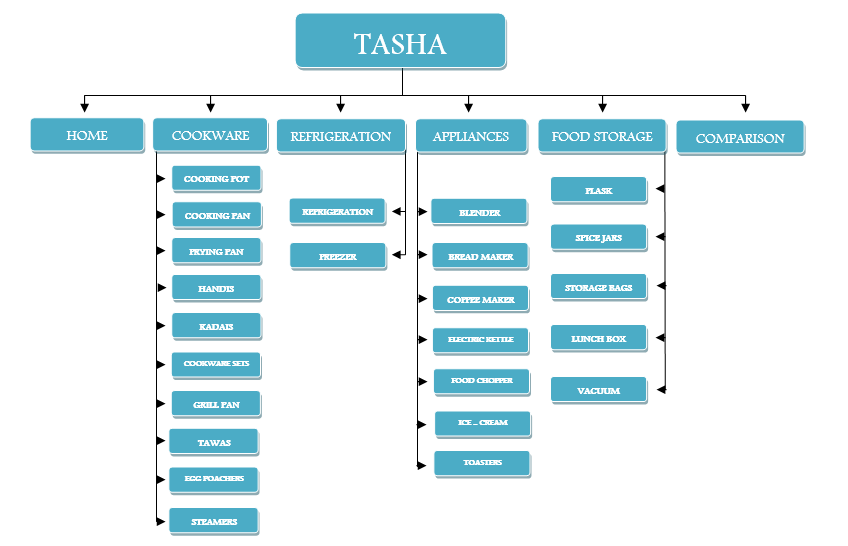 TASHA
HOME
COOKWARE
REFRIGERATION
APPLIANCES
FOOD STORAGE
COMPARISON
COOKING POT
COOKING PAN
FRYING PAN
HANDIS
KADAIS
COOKWARE SETS
GRILL PAN
TAWAS
EGG POACHERS
STEAMERS
REFRIGERATION
FREEZER
BLENDER
BREAD MAKER
COFFEE MAKER
ELECTRIC KETTLE
FOOD CHOPPER
ICE .. CREAM
TOASTERS
FLASK
SPICE JARS
STORAGE BAGS
LUNCH BOX
VACUUM